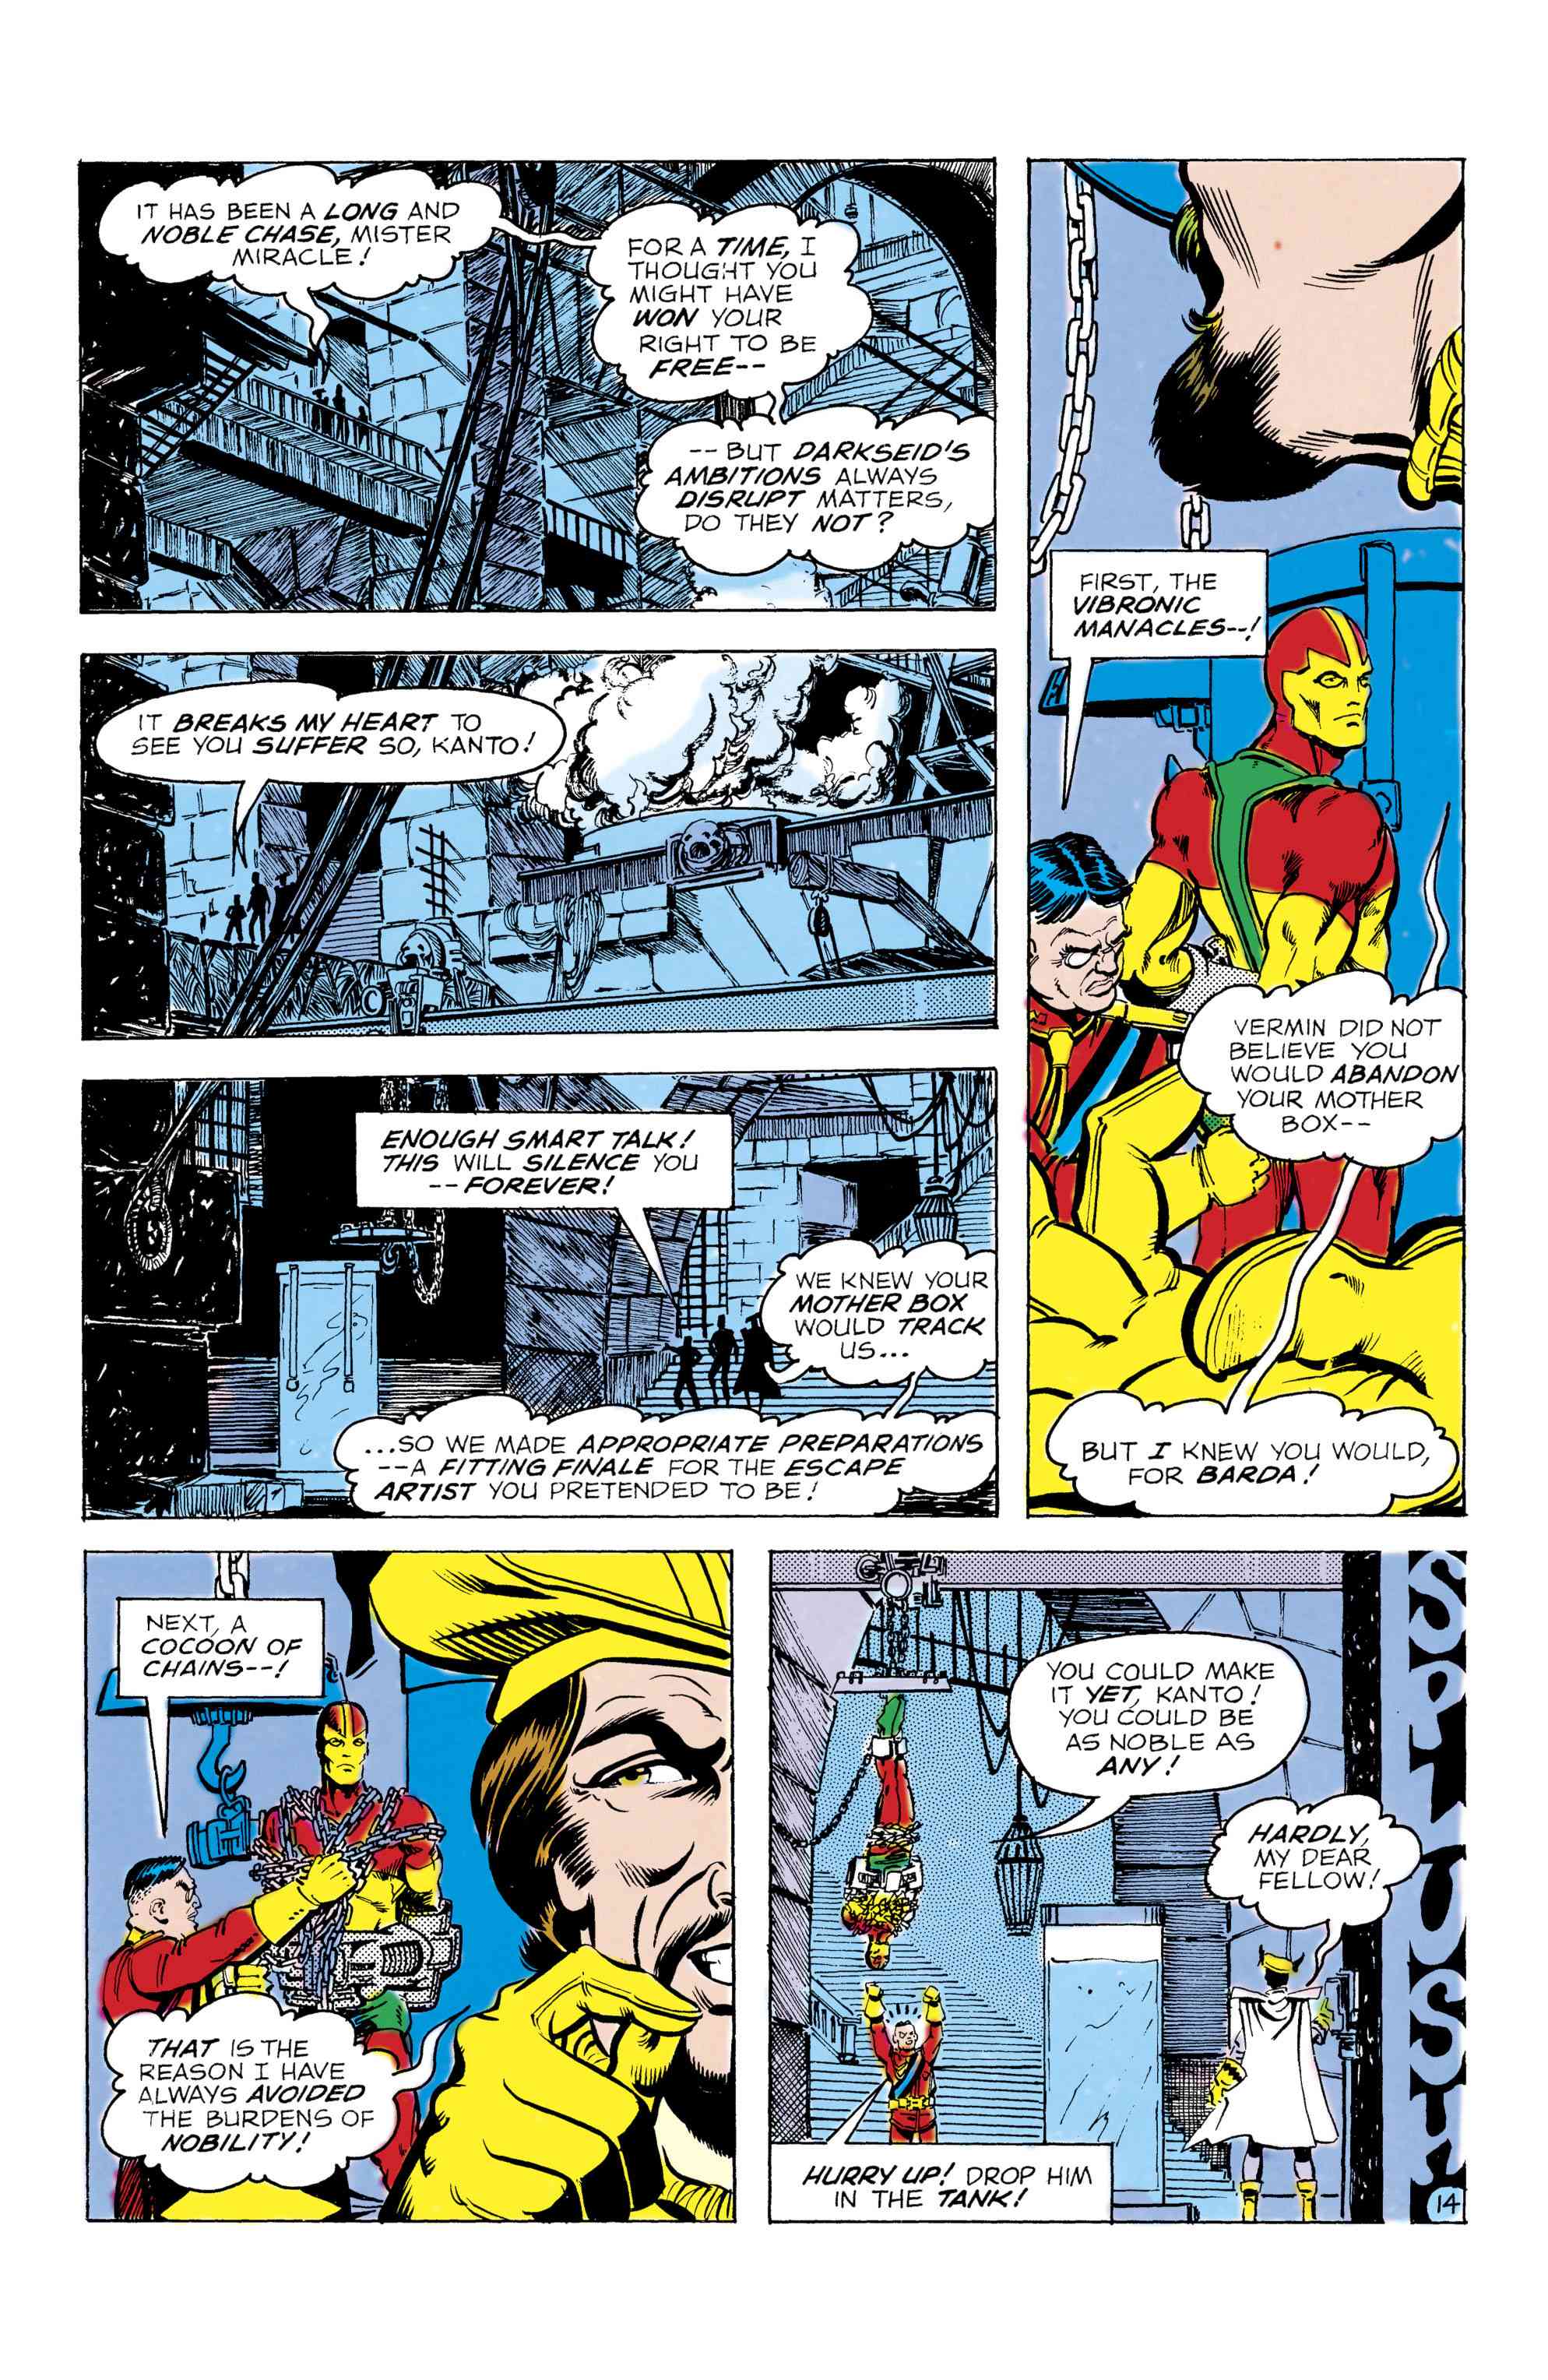 IT HAS BEEN A LONG AND
NOBLE CHASE, MISTER
MIRACLE!
FOR A TIME, I
THOUGHT YOU
MIGHT HAVE
WON YOUR
RIGHT TO BE
FREE--
-- BUT DARKSEID'S
AMBITIONS ALWAYS
DISRUPT MATTERS,
DO THEY NOT?
IT BREAKS MY HEART TO
SEE YOU SUFFER SO, KANTO!
ENOUGH SMART TALK!
THIS WILL SILENCE YOU
--FOREVER!
WE KNEW YOUR
MOTHER BOX
WOULD TRACK
US...
...SO WE MADE APPROPRIATE PREPARATIONS
--A FITTING FINALE FOR THE ESCAPE
ARTIST YOU PRETENDED TO BE!
FIRST, THE
VIBRONIC
MANACLES--!
VERMIN DID NOT
BELIEVE YOU
WOULD ABANDON
YOUR MOTHER
BOX--
BUT I KNEW YOU WOULD,
FOR BARDA!
NEXT, A
COCOON OF
CHAINS--!
THAT IS THE
REASON I HAVE
ALWAYS AVOIDED
THE BURDENS OF
NOBILITY!
YOU COULD MAKE
IT YET, KANTO!
YOU COULD BE
AS NOBLE AS
ANY!
HARDLY,
MY DEAR
FELLOW!
HURRY UP! DROP HIM
IN THE TANK!
SPLOOSH
14